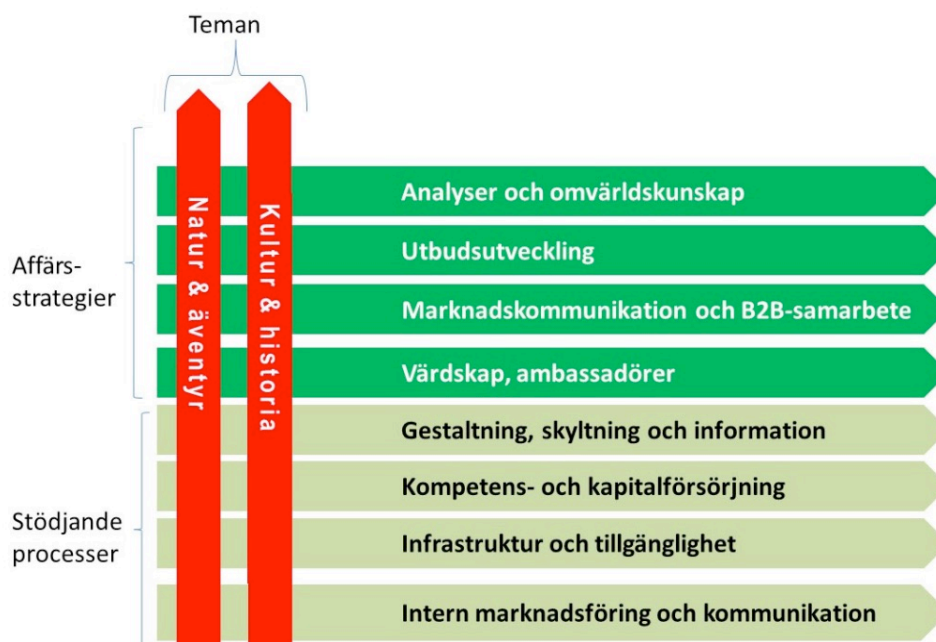 Teman
Affärs-
strategier
Natur & äventyr
Kultur & historia
Analyser och omvärldskunskap
Utbudsutveckling
Marknadskommunikation och B2B-samarbete
Värdskap, ambassadörer
Stödjande
processer
Gestaltning, skyltning och information
Kompetens- och kapitalförsörjning
Infrastruktur och tillgänglighet
Intern marknadsföring och kommunikation